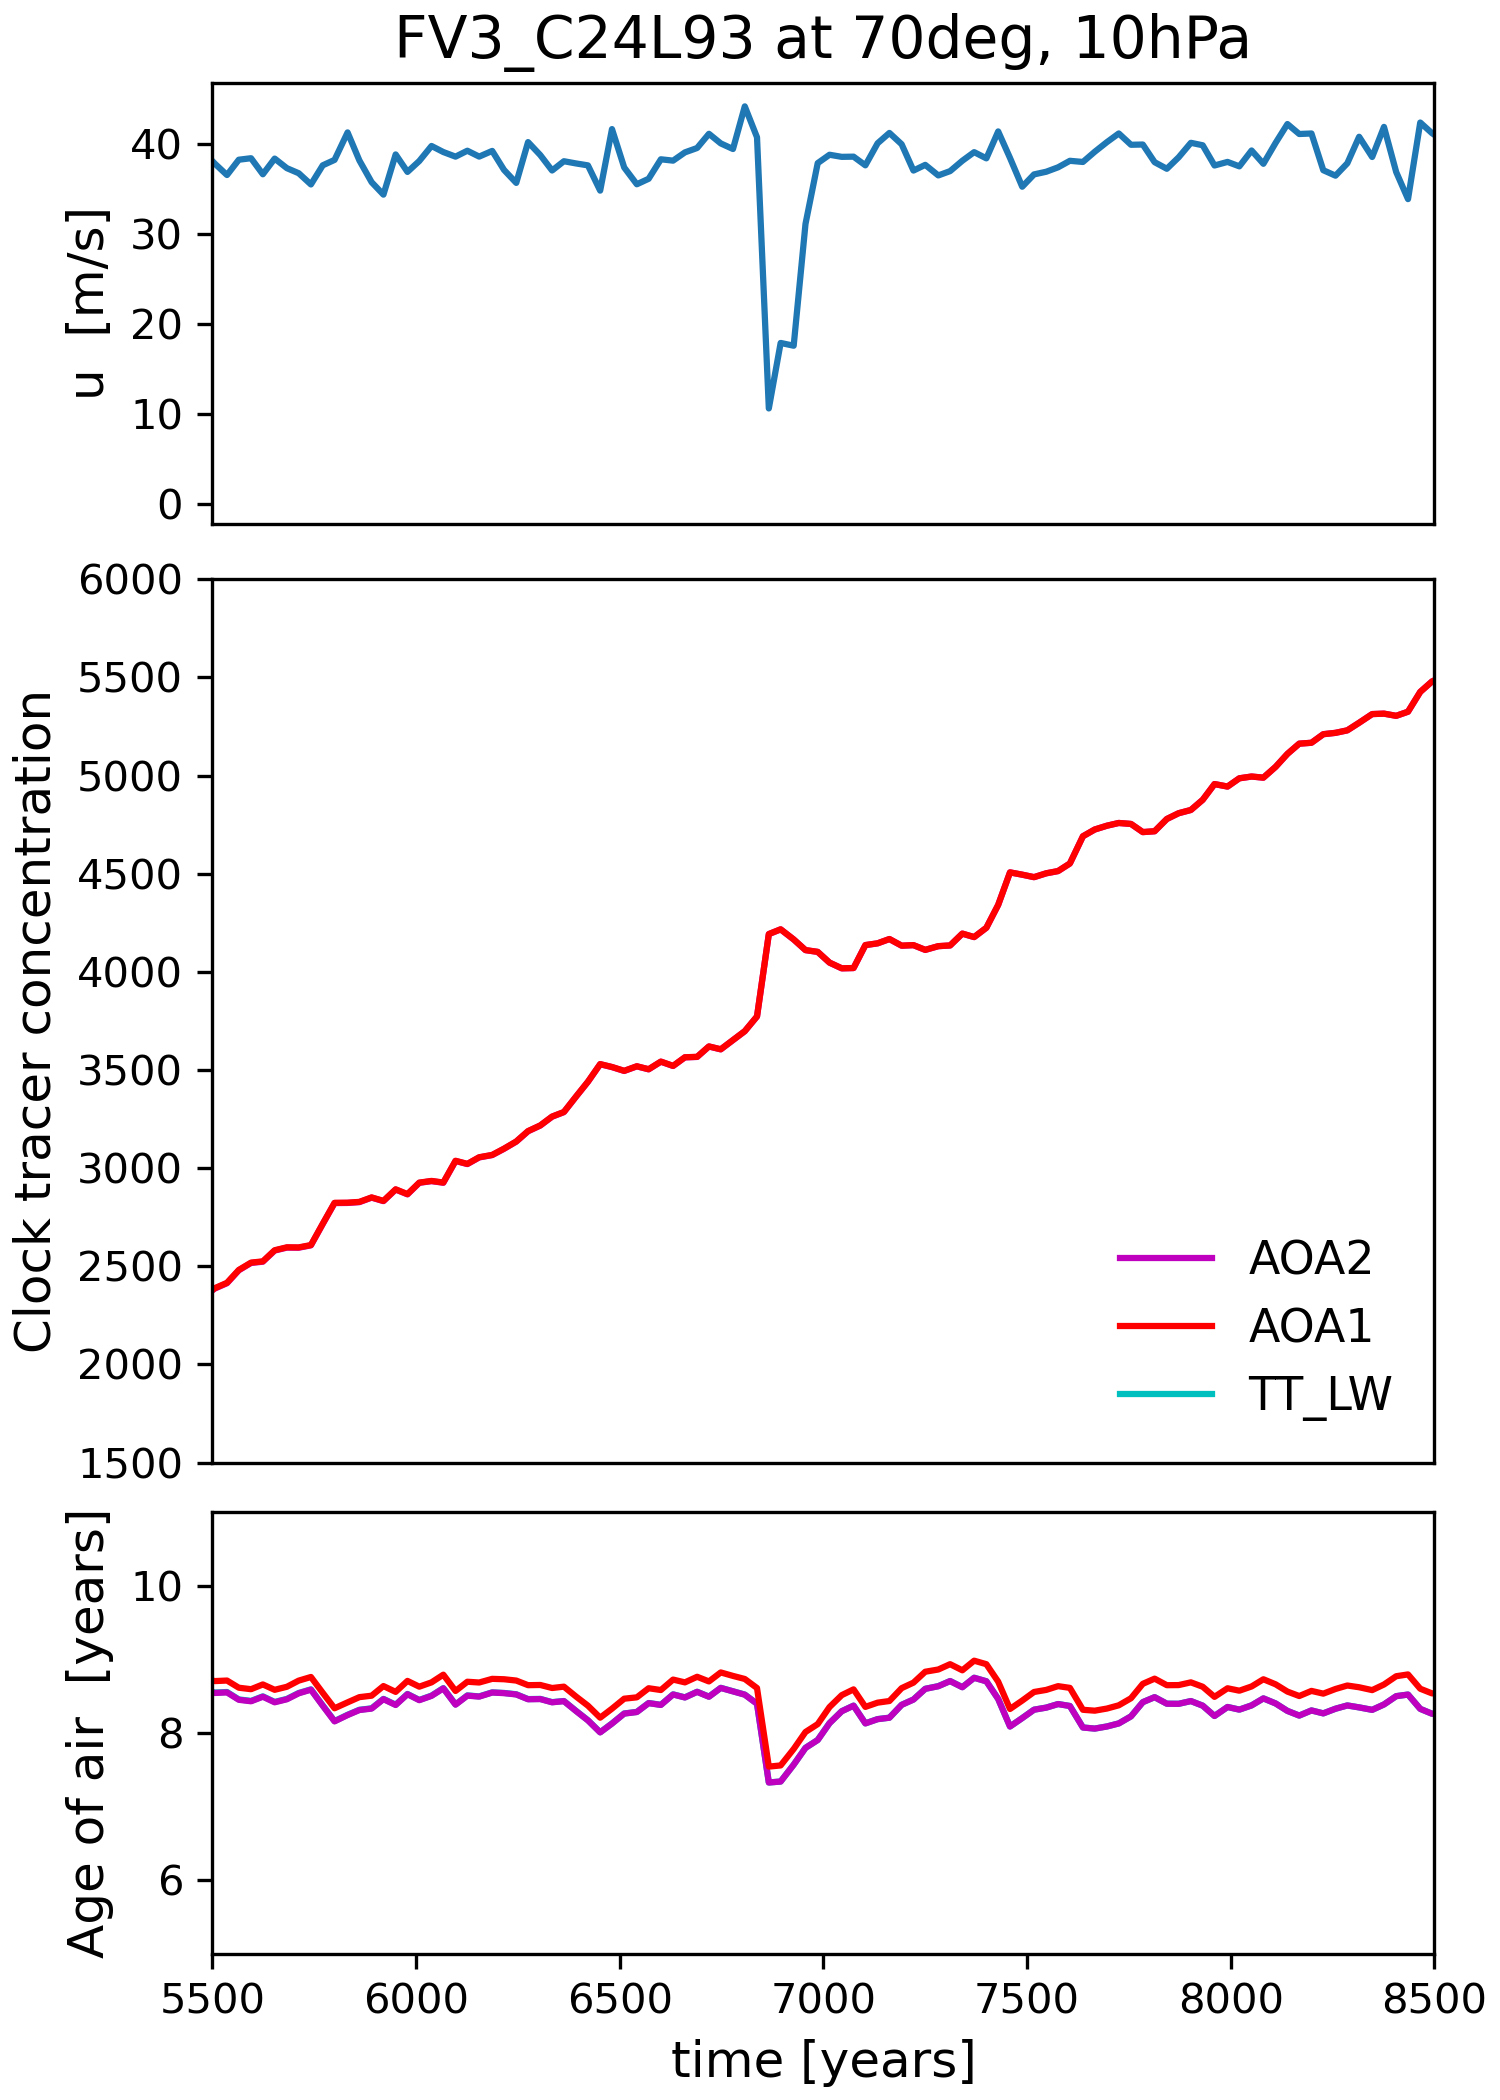 FV3_C24L93 at 70deg, 10hPa
u [m/s]
40
30
20
10
0
Clock tracer concentration
6000
5500
5000
4500
4000
3500
3000
2500
2000
1500
AOA2
AOA1
TT_LW
Age of air [years]
10
8
6
5500 6000 6500 7000 7500 8000 8500
time [years]